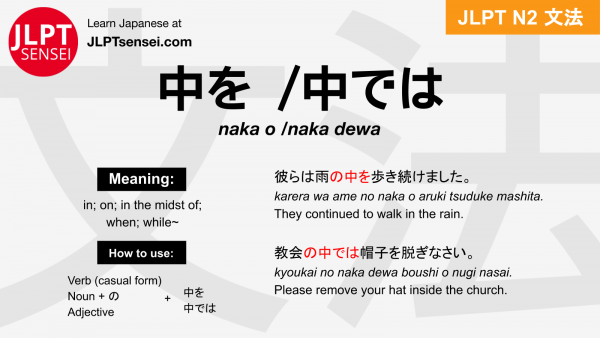 JLPT
SENSEI
Learn Japanese at
JLPTsensei.com
JLPT N2 文法
中を /中では
naka o /naka dewa
Meaning:
in; on; in the midst of;
when; while~
How to use:
Verb (casual form)
Noun + の
Adjective
+
中を
中では
彼らは雨の中を歩き続けました。
karera wa ame no naka o aruki tsuduke mashita.
They continued to walk in the rain.
教会の中では帽子を脱ぎなさい。
kyoukai no naka dewa boushi o nugi nasai.
Please remove your hat inside the church.
文法